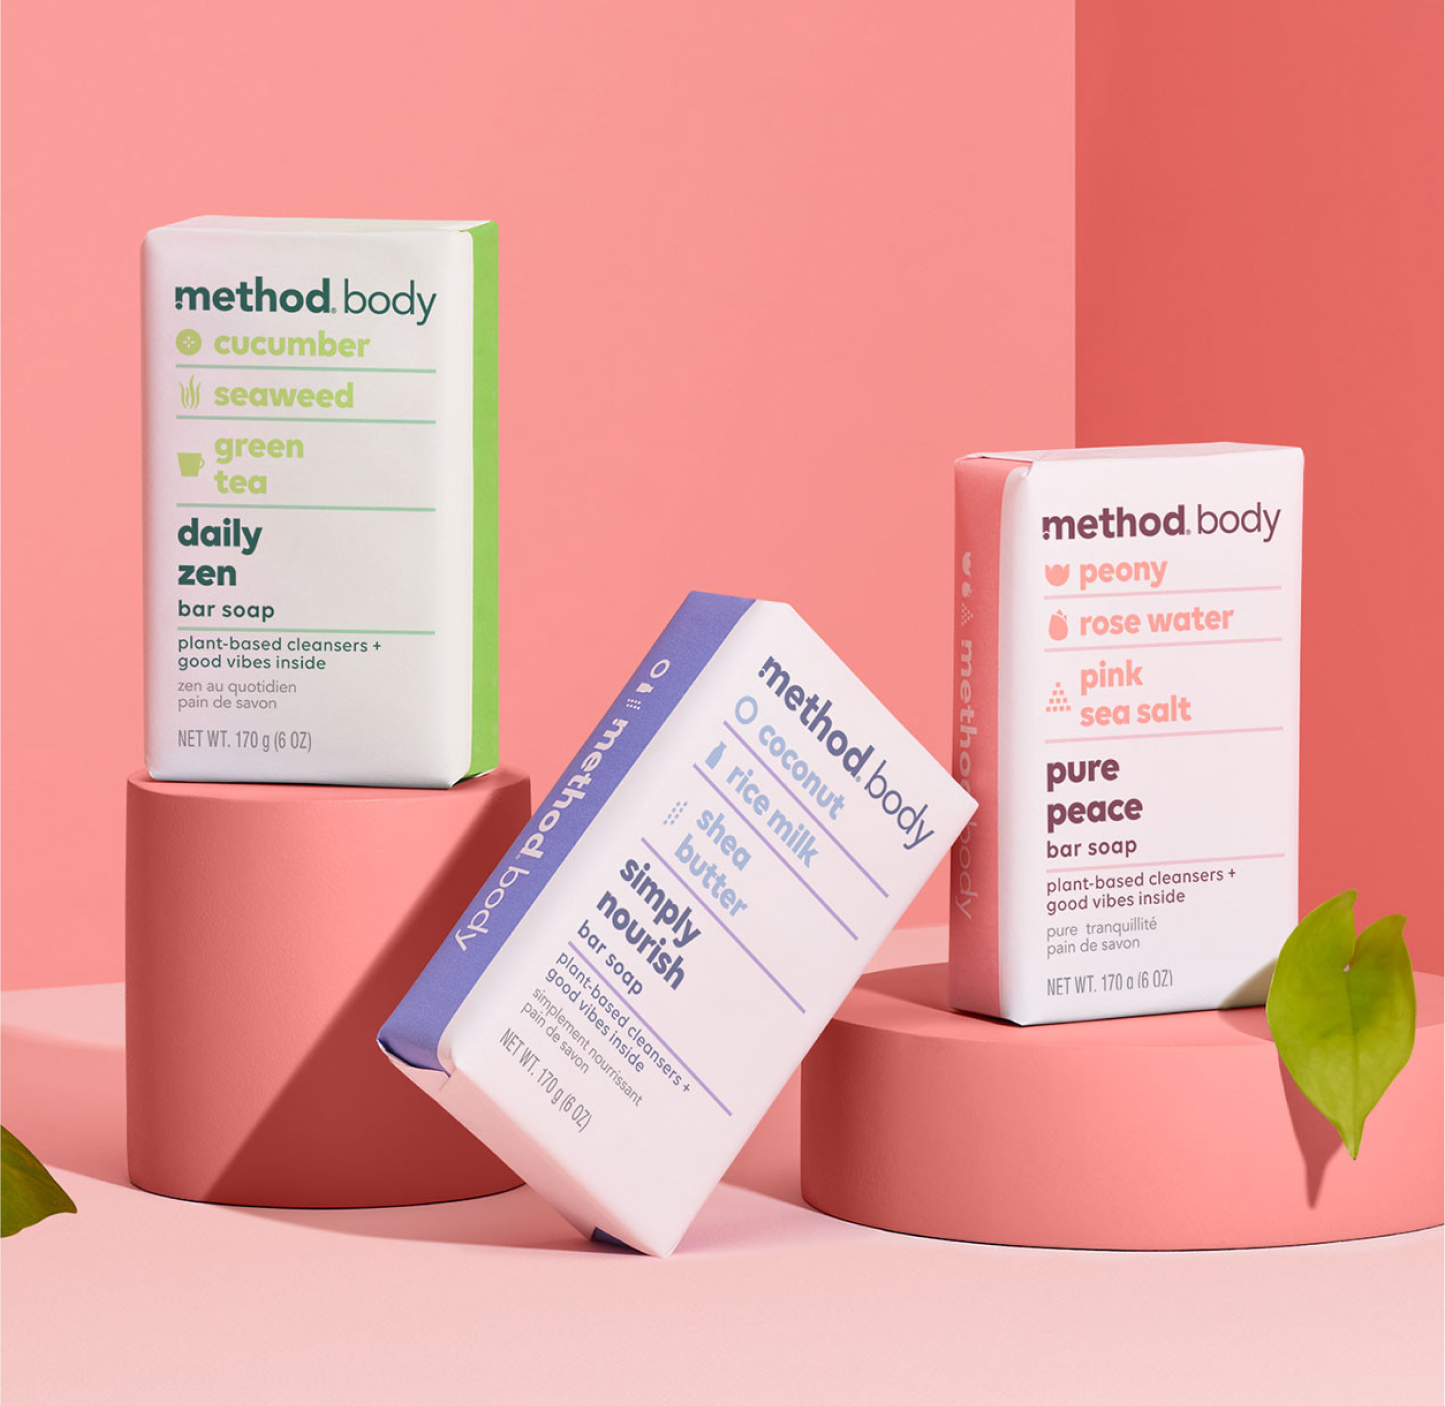 method. body
cucumber
seaweed
green
tea
daily
zen
bar soap
plant-based cleansers +
good vibes inside
zen au quotidien
pain de savon
NET WT. 170 g (6 OZ)
method. body
method. body
coconut
rice milk
shea
butter
simply
nourish
bar soap
plant-based cleansers +
good vibes inside
simplement nourrissant
pain de savon
NET WT. 170 g (6 OZ)
method. body
method. body
peony
rose water
pink
sea salt
pure
peace
bar soap
plant-based cleansers +
good vibes inside
pure tranquillité
pain de savon
NET WT. 170 g (6 OZ)